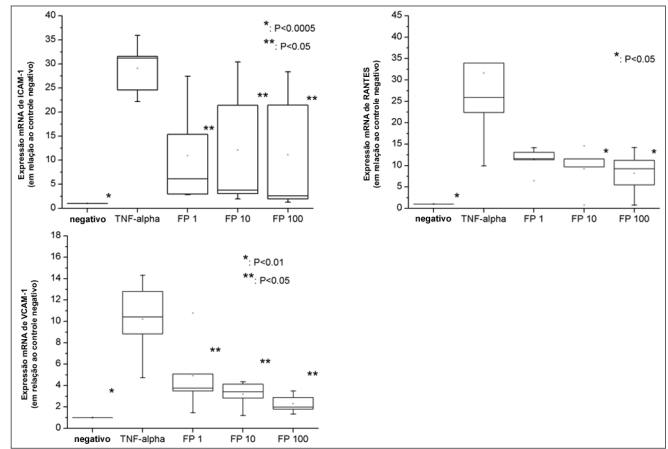 Expressão mRNA de ICAM-1
(em relação ao controle negativo)
40
35
30
25
20
15
10
5
0
*: P<0.0005
**: P<0.05
*
**
**
**
negativo TNF-alpha FP 1 FP 10 FP 100
Expressão mRNA de RANTES
(em relação ao controle negativo)
45
40
35
30
25
20
15
10
5
0
*: P<0.05
*
*
*
negativo TNF-alpha FP 1 FP 10 FP 100
Expressão mRNA de VCAM-1
(em relação ao controle negativo)
18
16
14
12
10
8
6
4
2
0
*: P<0.01
**: P<0.05
*
**
**
**
negativo TNF-alpha FP 1 FP 10 FP 100